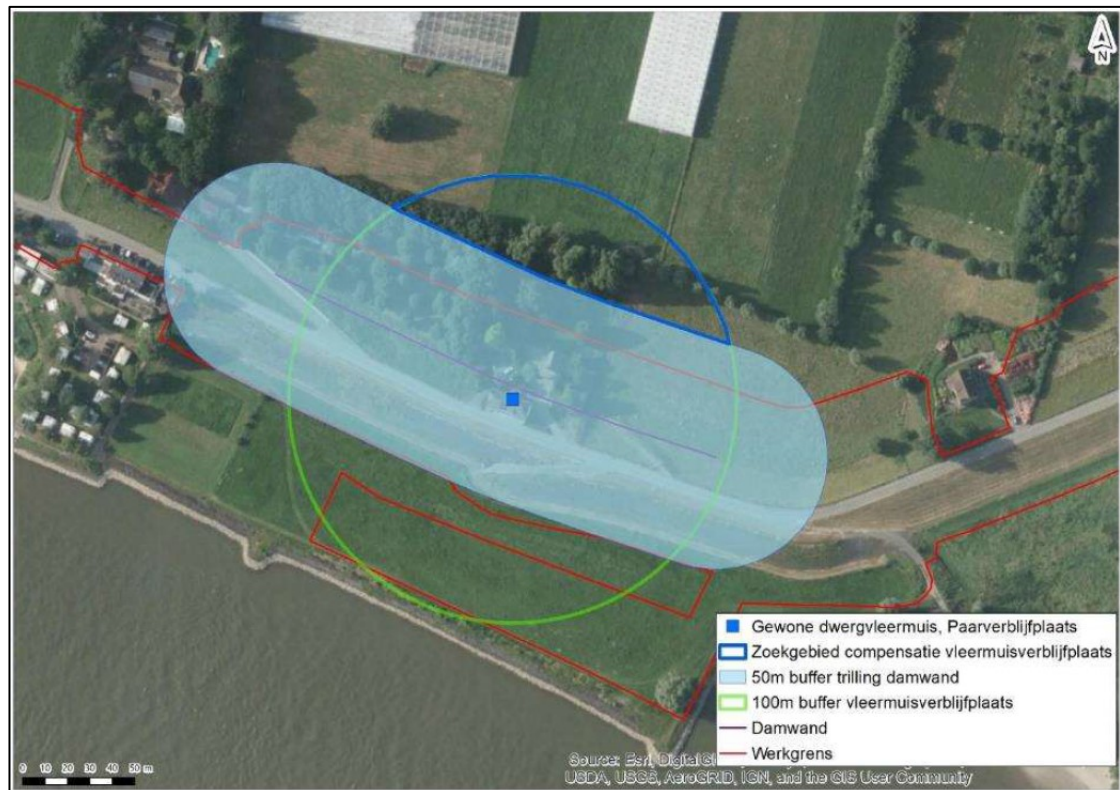 N
Gewone dwergvleermuis, Paarverblijfplaats
Zoekgebied compensatie vleermuisverblijfplaats
50m buffer trilling damwand
100m buffer vleermuisverblijfplaats
Damwand
Werkgrens
0 10 20 30 40 50 m
Source: Esri,
USDA, USGS, AeroGRID, IGN, and the GIS User Community